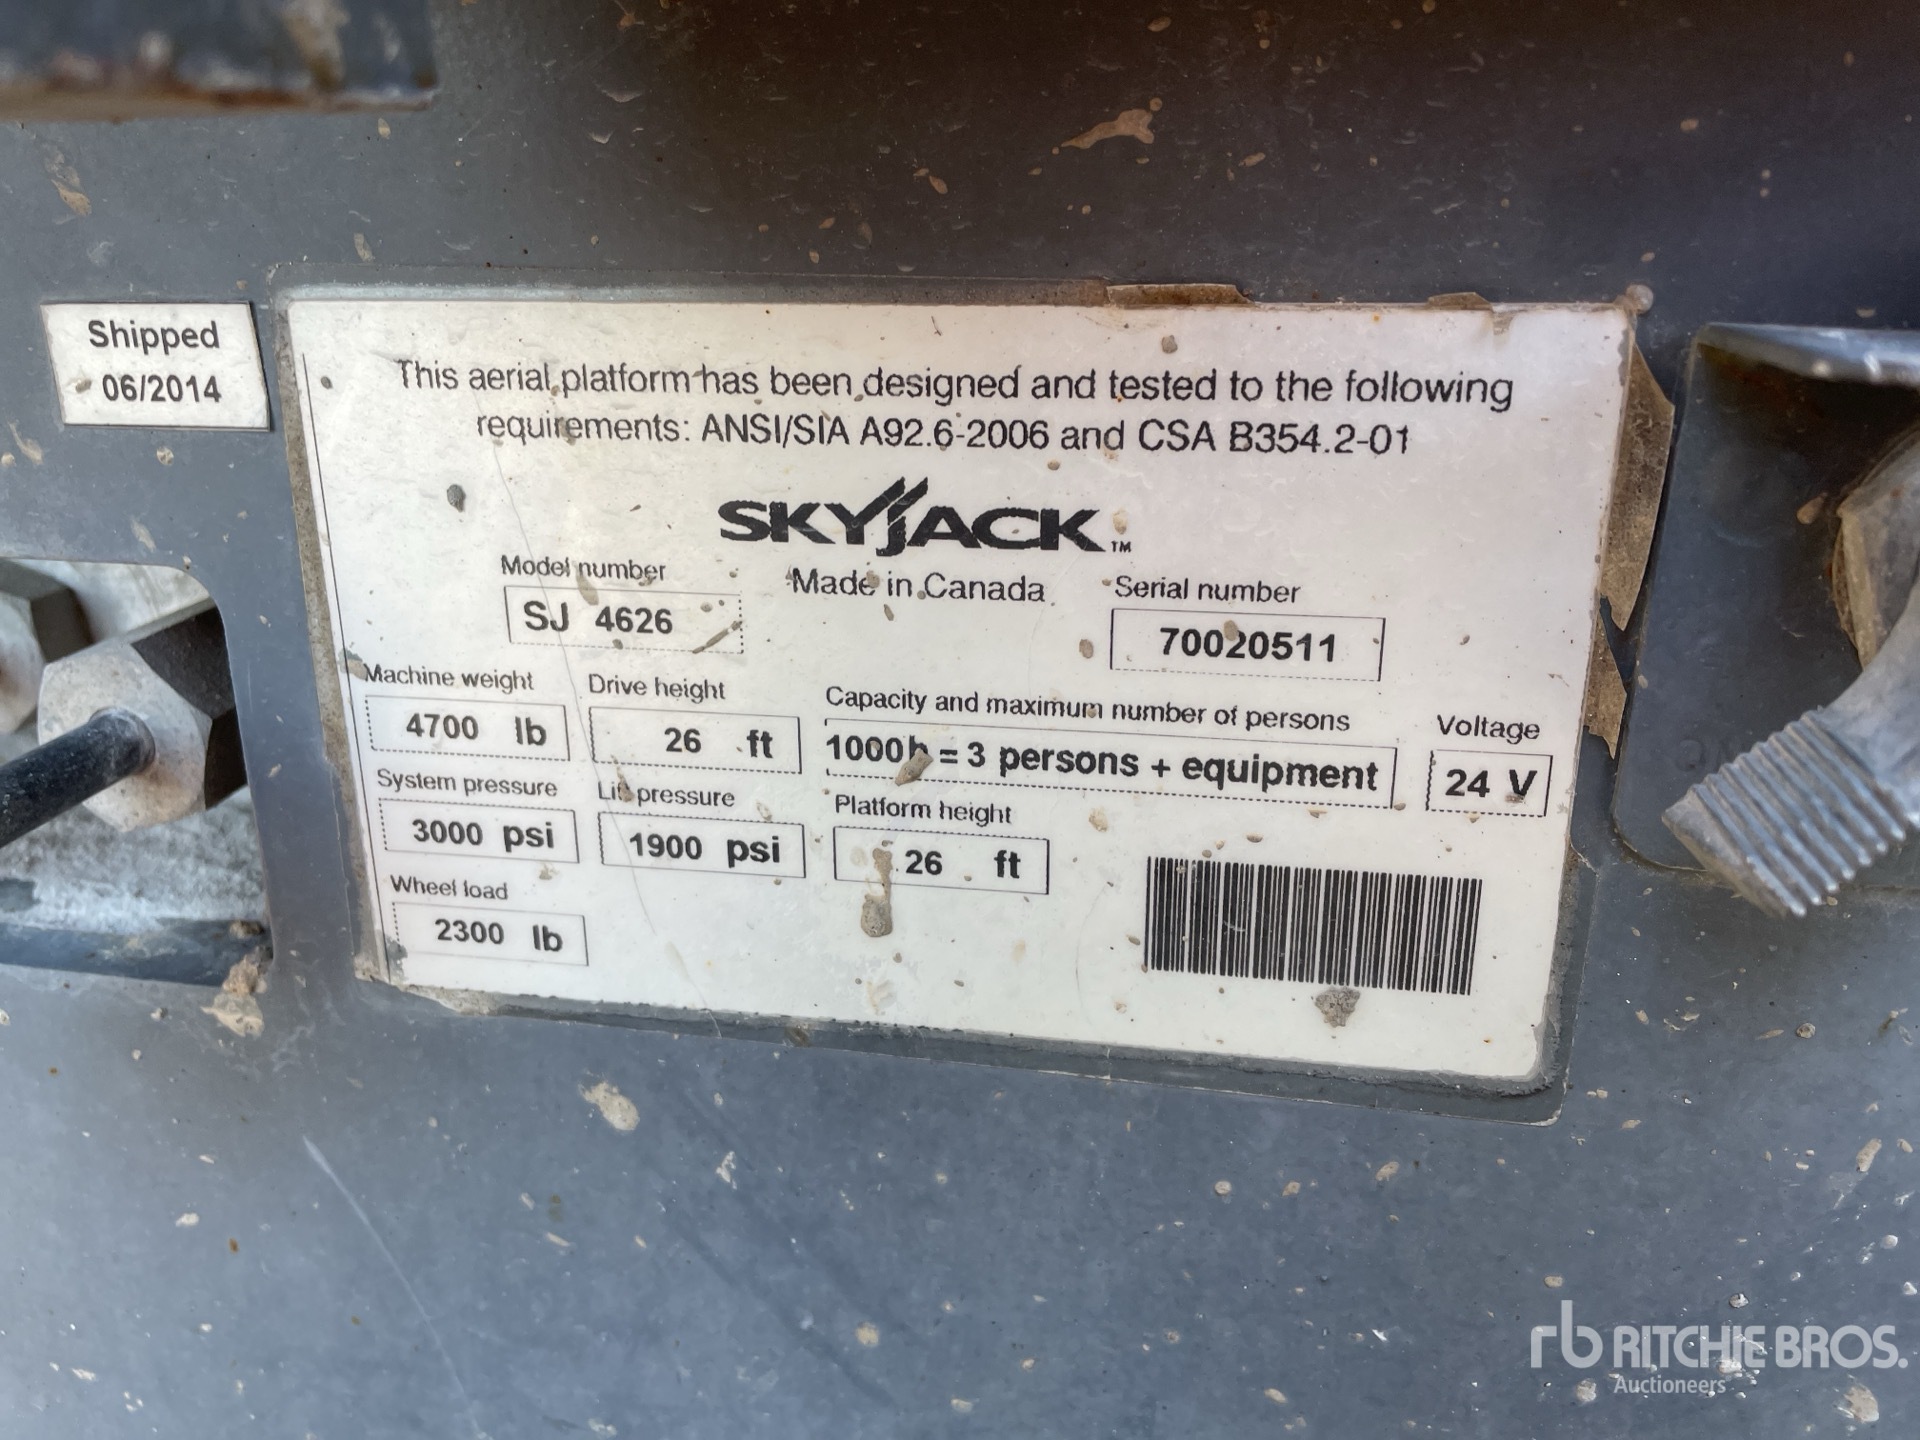 Shipped
06/2014
This aerial platform has been designed and tested to the following
requirements: ANSI/SIA A92.6-2006 and CSA B354.2-01
SKYJACK™
Model number
Made in Canada
Serial number
SJ 4626
70020511
Machine weight
Drive height
Capacity and maximum number of persons
Voltage
4700 lb
26 ft
1000lb = 3 persons + equipment
24 V
System pressure
Lift pressure
Platform height
3000 psi
1900 psi
26 ft
Wheel load
2300 lb
rb RITCHIE BROS.
Auctioneers